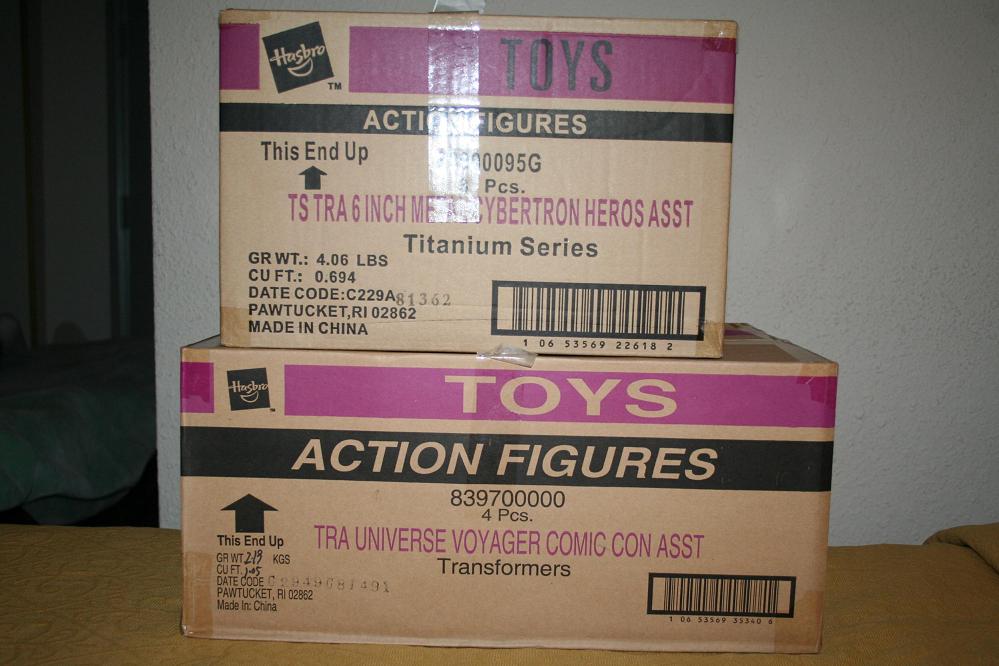 Hasbro
TM
TOYS
ACTION FIGURES
This End Up
00095G
Pcs.
TS TRA 6 INCH CYBERTRON HEROS ASST
Titanium Series
GR WT.: 4.06 LBS
CU FT.: 0.694
DATE CODE:C229A 81362
PAWTUCKET,RI 02862
MADE IN CHINA
1 06 53569 22618 2
Hasbro
TM
TOYS
ACTION FIGURES
839700000
4 Pcs.
This End Up
TRA UNIVERSE VOYAGER COMIC CON ASST
Transformers
GR WT. KGS
CU FT.
DATE CODE
PAWTUCKET, RI 02862
Made In: China
1 06 53569 35340 6